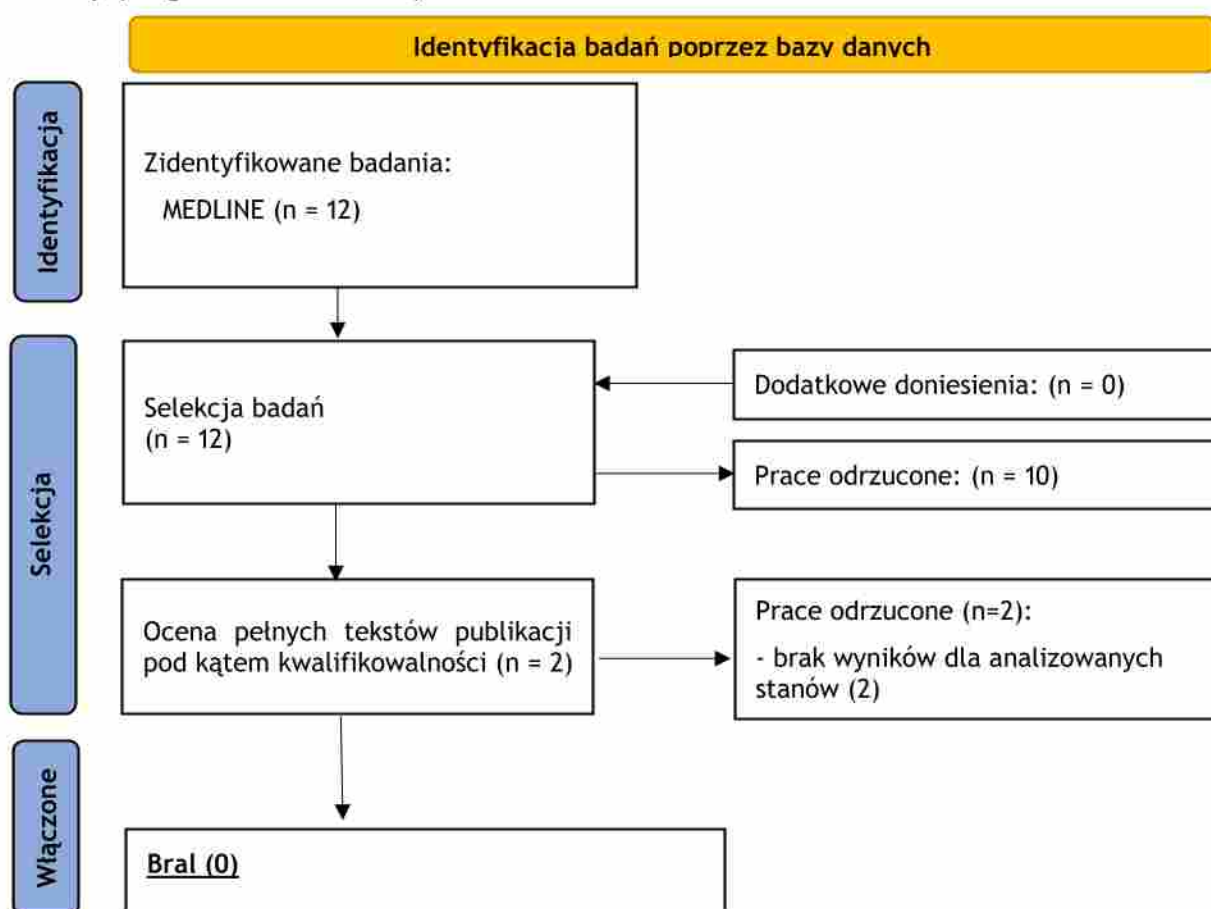 Identyfikacja badań poprzez bazy danych
Identyfikacja
Zidentyfikowane badania:
MEDLINE (n = 12)
Selekcja
Selekcja badań
(n = 12)
Dodatkowe doniesienia: (n = 0)
Prace odrzucone: (n = 10)
Ocena pełnych tekstów publikacji
pod kątem kwalifikowalności (n = 2)
Prace odrzucone (n=2):
- brak wyników dla analizowanych
stanów (2)
Włączone
Bral (0)